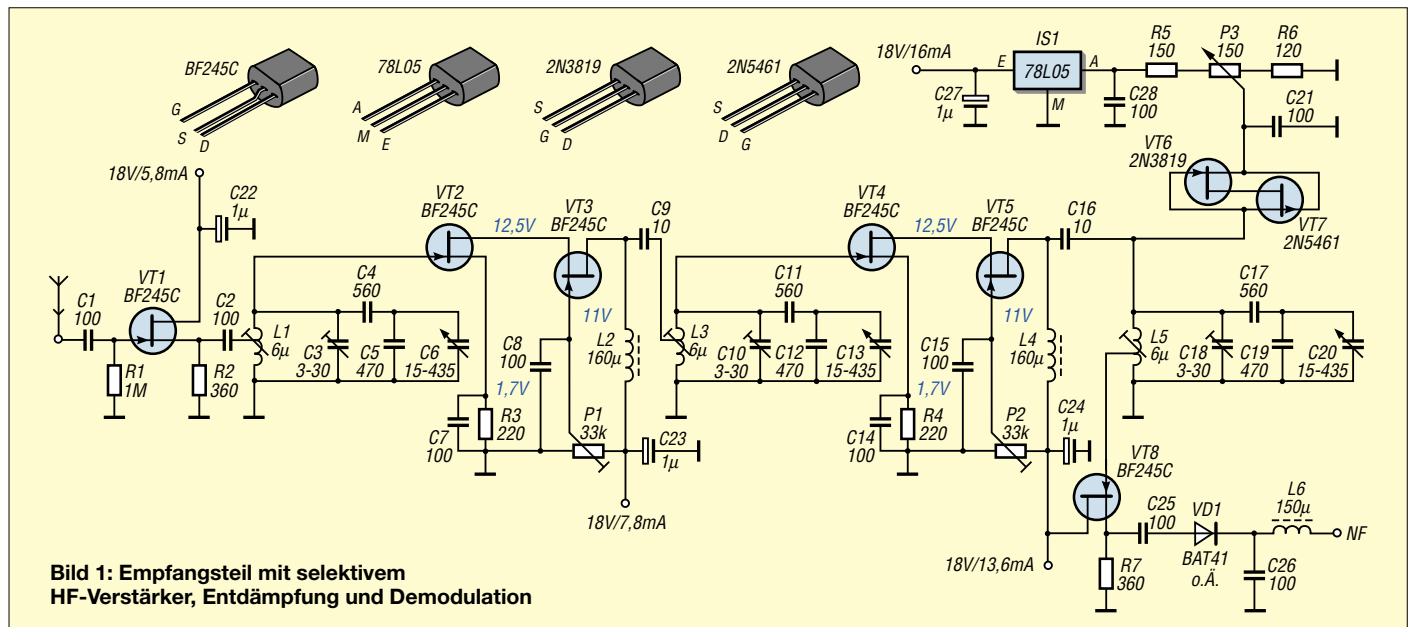 BF245C
G
S
D
78L05
A
M
E
2N3819
S
G
D
2N5461
S
D
G
18V/16mA
E
IS1
78L05
A
M
C27
1µ
C28
100
R5
150
P3
150
R6
120
C21
100
VT6
2N3819
VT7
2N5461
18V/5,8mA
C22
1µ
C1
100
VT1
BF245C
R1
1M
C2
100
R2
360
L1
6µ
C3
3-30
C4
560
C5
470
C6
15-435
VT2
BF245C
12,5V
VT3
BF245C
11V
C8
100
1,7V
C7
100
R3
220
P1
33k
L2
160µ
C23
1µ
18V/7,8mA
C9
10
L3
6µ
C10
3-30
C11
560
C12
470
C13
15-435
VT4
BF245C
12,5V
VT5
BF245C
11V
C15
100
1,7V
C14
100
R4
220
P2
33k
L4
160µ
C24
1µ
18V/13,6mA
C16
10
L5
6µ
C17
560
C18
3-30
C19
470
C20
15-435
VT8
BF245C
R7
360
C25
100
VD1
BAT41
o.Ä.
L6
150µ
C26
100
NF
Bild 1: Empfangsteil mit selektivem
HF-Verstärker, Entdämpfung und Demodulation